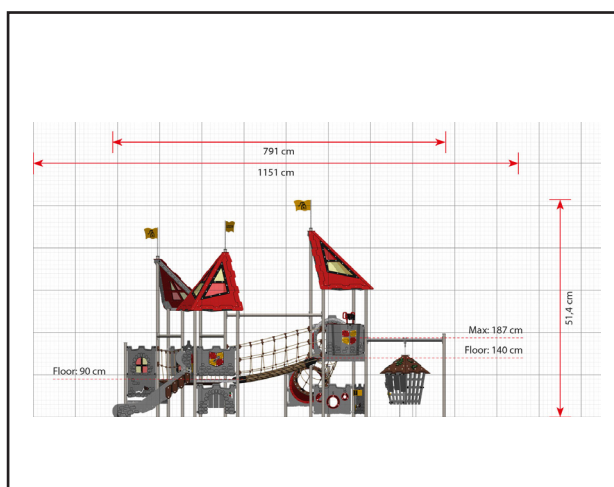 791 cm
1151 cm
51,4 cm
Max: 187 cm
Floor: 140 cm
Floor: 90 cm